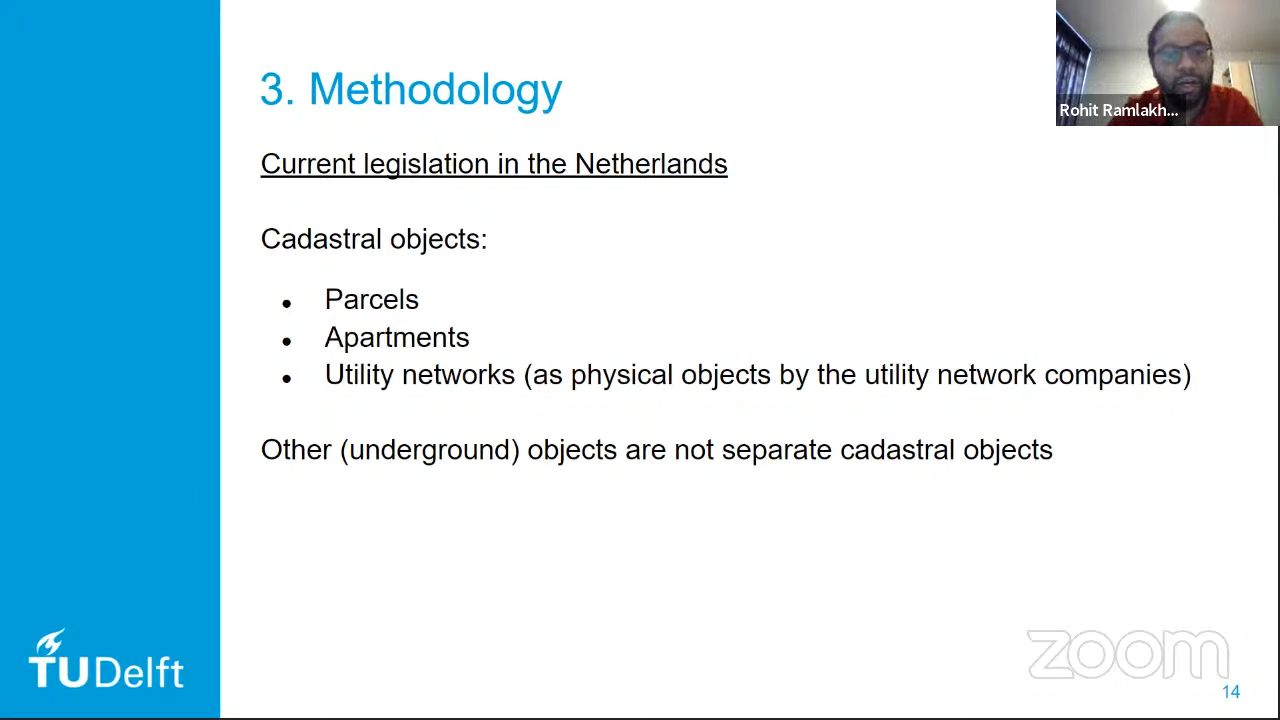 3. Methodology
Rohit Ramlakh...
Current legislation in the Netherlands
Cadastral objects:
• Parcels
• Apartments
• Utility networks (as physical objects by the utility network companies)
Other (underground) objects are not separate cadastral objects
TUDelft
zoom
14